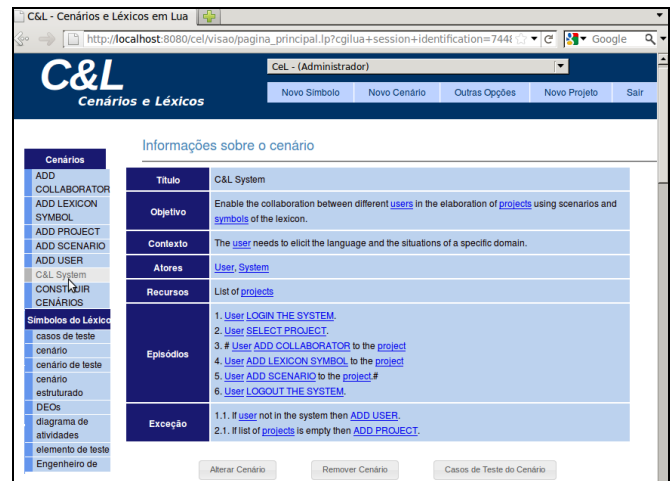 C&L - Cenários e Léxicos em Lua
http://localhost:8080/cel/visao/pagina_principal.lp?cgilua+session+identification=7448
Google
C&L
Cenários e Léxicos
CeL - (Administrador)
Novo Simbolo Novo Cenário Outras Opções Novo Projeto Sair
Informações sobre o cenário
Cenários
ADD
COLLABORATOR
ADD LEXICON
SYMBOL
ADD PROJECT
ADD SCENARIO
ADD USER
C&L System
CONSTRUIR
CENÁRIOS
Símbolos do Léxico
casos de teste
cenário
cenário de teste
cenário
estruturado
DEOs
diagrama de
atividades
elemento de teste
Engenheiro de
Título
C&L System
Objetivo
Enable the collaboration between different users in the elaboration of projects using scenarios and
symbols of the lexicon.
Contexto
The user needs to elicit the language and the situations of a specific domain.
Atores
User, System
Recursos
List of projects
Episódios
1. User LOGIN THE SYSTEM.
2. User SELECT PROJECT.
3. # User ADD COLLABORATOR to the project
4. User ADD LEXICON SYMBOL to the project
5. User ADD SCENARIO to the project.#
6. User LOGOUT THE SYSTEM.
Exceção
1.1. If user not in the system then ADD USER.
2.1. If list of projects is empty then ADD PROJECT.
Alterar Cenário Remover Cenário Casos de Teste do Cenário